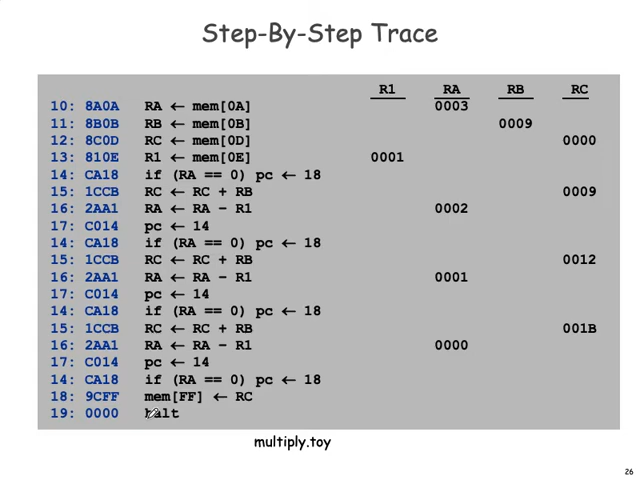 Step-By-Step Trace
R1 RA RB RC
10: 8A0A RA ← mem[0A] 0003
11: 8B0B RB ← mem[0B] 0009
12: 8C0D RC ← mem[0D] 0000
13: 810E R1 ← mem[0E] 0001
14: CA18 if (RA == 0) pc ← 18
15: 1CCB RC ← RC + RB 0009
16: 2AA1 RA ← RA - R1 0002
17: C014 pc ← 14
14: CA18 if (RA == 0) pc ← 18
15: 1CCB RC ← RC + RB 0012
16: 2AA1 RA ← RA - R1 0001
17: C014 pc ← 14
14: CA18 if (RA == 0) pc ← 18
15: 1CCB RC ← RC + RB 001B
16: 2AA1 RA ← RA - R1 0000
17: C014 pc ← 14
14: CA18 if (RA == 0) pc ← 18
18: 9CFF mem[FF] ← RC
19: 0000 halt
multiply.toy
26